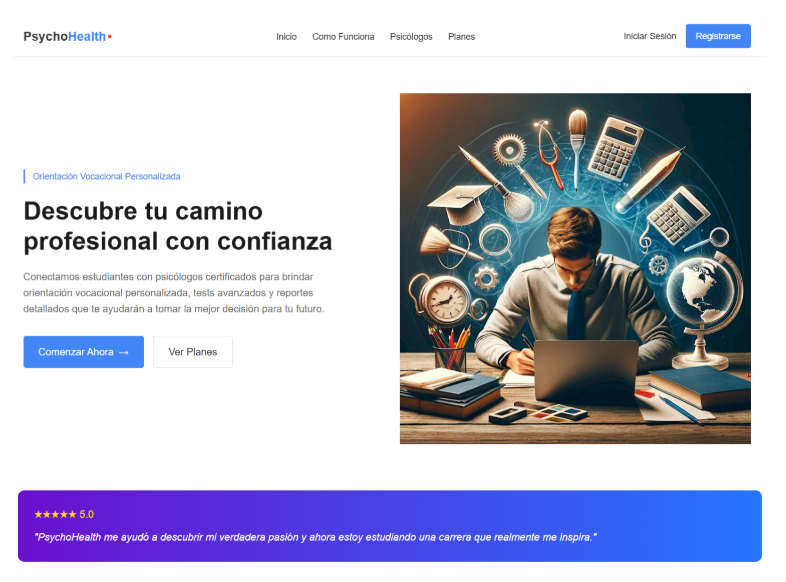 PsychoHealth
Inicio Como Funciona Psicólogos Planes
Iniciar Sesión Registrarse
Orientación Vocacional Personalizada
Descubre tu camino
profesional con confianza
Conectamos estudiantes con psicólogos certificados para brindar
orientación vocacional personalizada, tests avanzados y reportes
detallados que te ayudarán a tomar la mejor decisión para tu futuro.
Comenzar Ahora → Ver Planes
★★★★★ 5.0
"PsychoHealth me ayudó a descubrir mi verdadera pasión y ahora estoy estudiando una carrera que realmente me inspira."